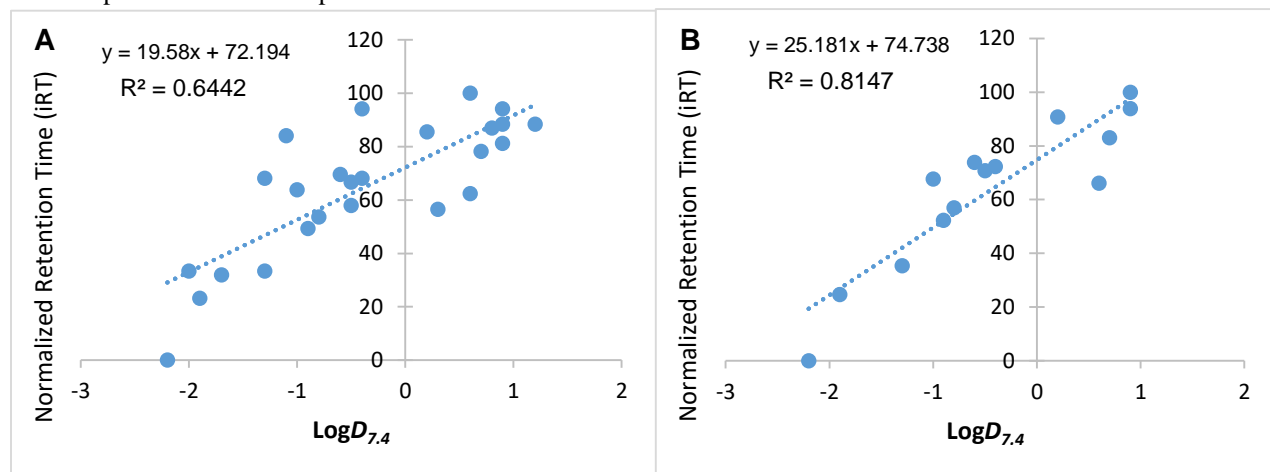 A
y = 19.58x + 72.194
R² = 0.6442
Normalized Retention Time (iRT)
120
100
80
60
40
20
0
-3 -2 -1 0 1 2
LogD7.4
B
y = 25.181x + 74.738
R² = 0.8147
Normalized Retention Time (iRT)
120
100
80
60
40
20
0
-3 -2 -1 0 1 2
LogD7.4